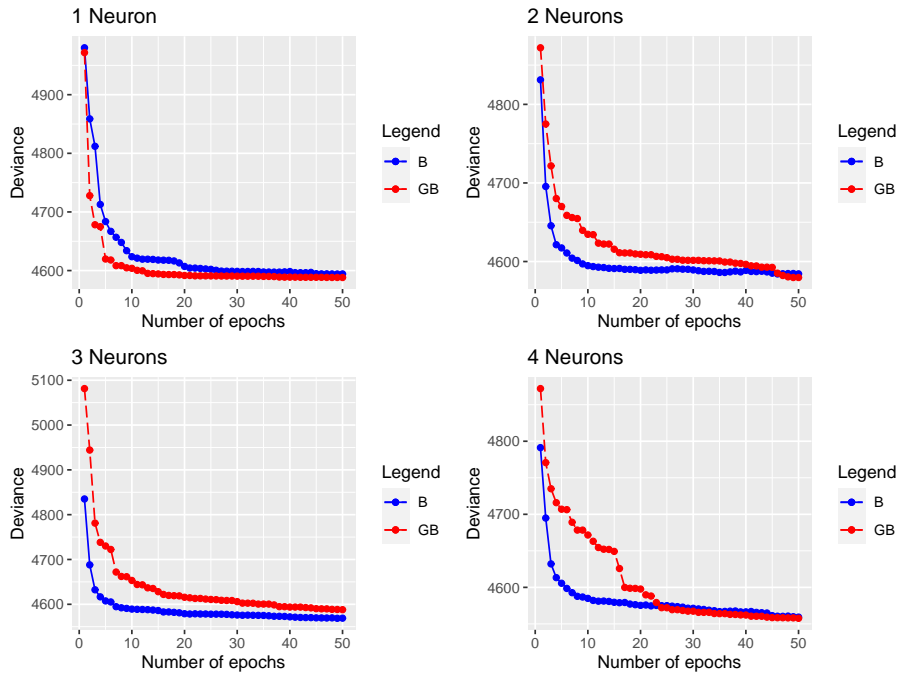 1 Neuron
4900
4800
4700
4600
0 10 20 30 40 50
Number of epochs
Deviance
Legend
B
GB
2 Neurons
4800
4700
4600
0 10 20 30 40 50
Number of epochs
Deviance
Legend
B
GB
3 Neurons
5100
5000
4900
4800
4700
4600
0 10 20 30 40 50
Number of epochs
Deviance
Legend
B
GB
4 Neurons
4800
4700
4600
0 10 20 30 40 50
Number of epochs
Deviance
Legend
B
GB